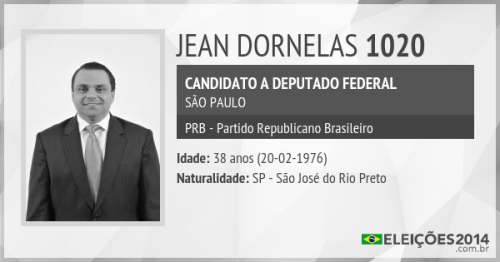 JEAN DORNELAS 1020
CANDIDATO A DEPUTADO FEDERAL
SÃO PAULO
PRB - Partido Republicano Brasileiro
Idade: 38 anos (20-02-1976)
Naturalidade: SP - São José do Rio Preto
ELEIÇÕES2014
.com.br